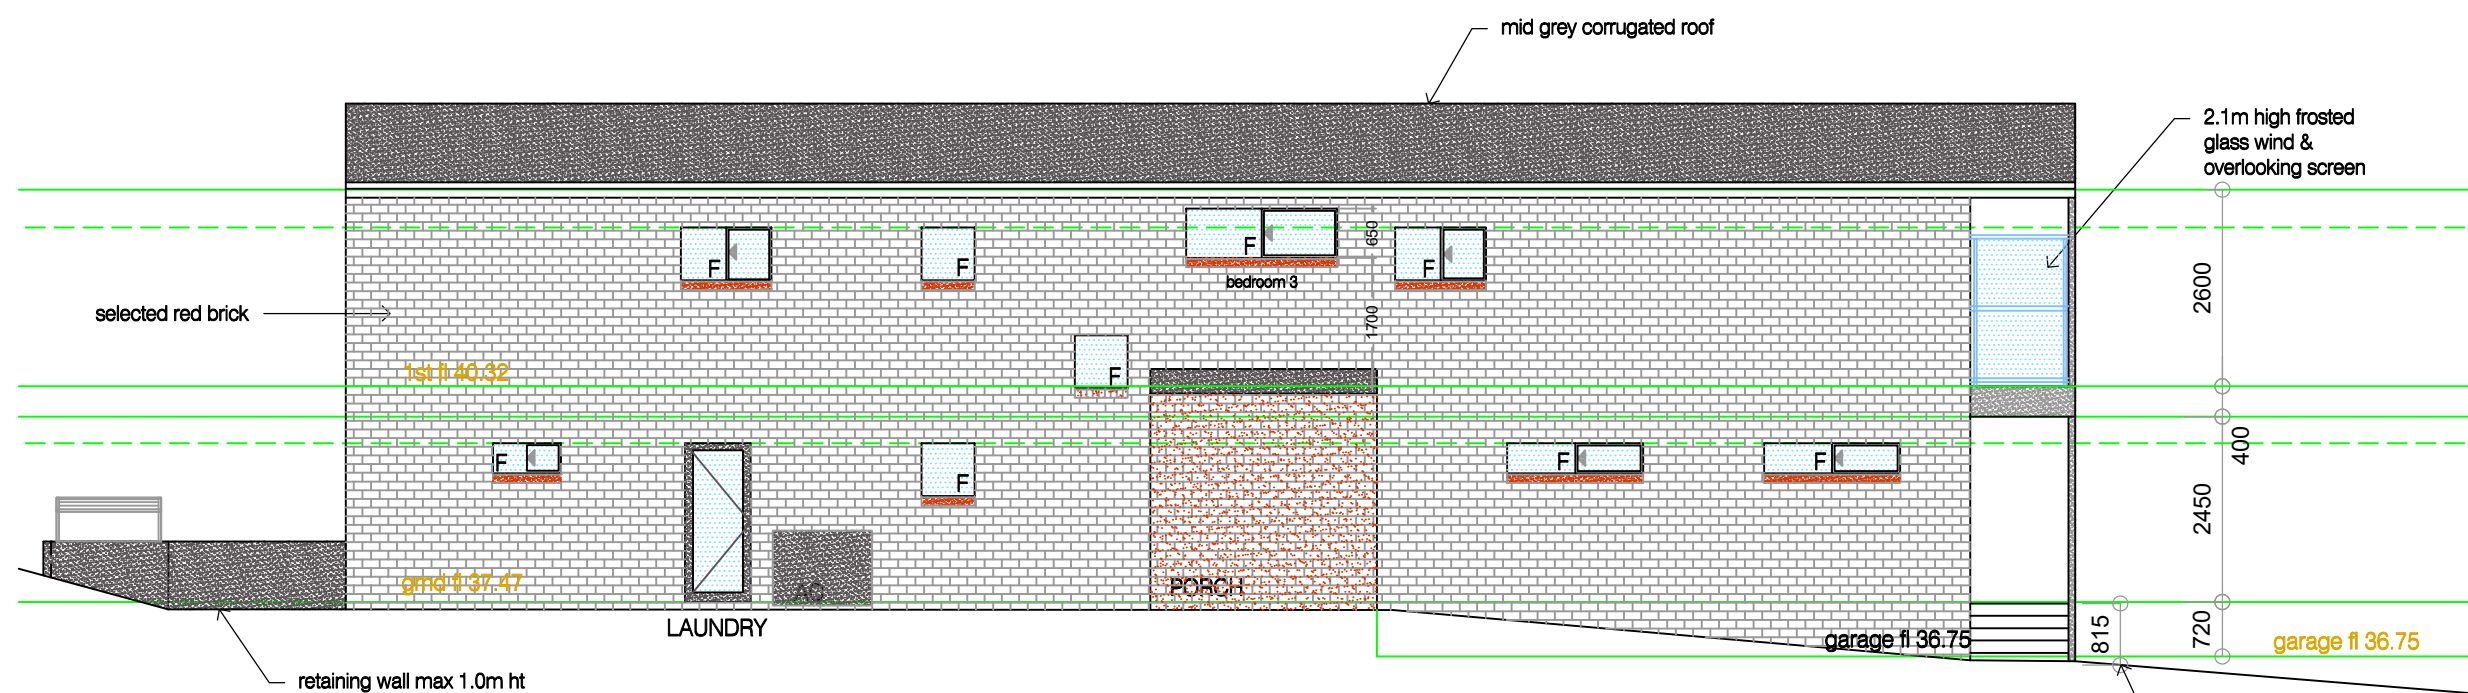 mid grey corrugated roof
2.1m high frosted
glass wind &
overlooking screen
F
F
F
F
650
bedroom 3
2600
selected red brick
1700
1st fl 40.32
F
400
F
F
F
F
2450
grnd fl 37.47
AC
PORCH
LAUNDRY
garage fl 36.75
815
720
garage fl 36.75
retaining wall max 1.0m ht